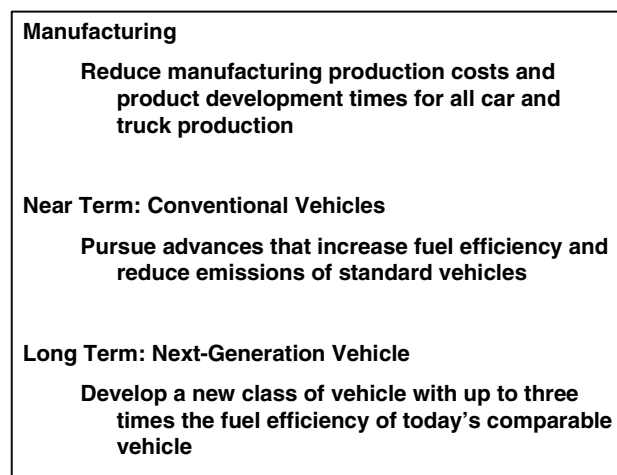 Manufacturing
Reduce manufacturing production costs and
product development times for all car and
truck production
Near Term: Conventional Vehicles
Pursue advances that increase fuel efficiency and
reduce emissions of standard vehicles
Long Term: Next-Generation Vehicle
Develop a new class of vehicle with up to three
times the fuel efficiency of today's comparable
vehicle